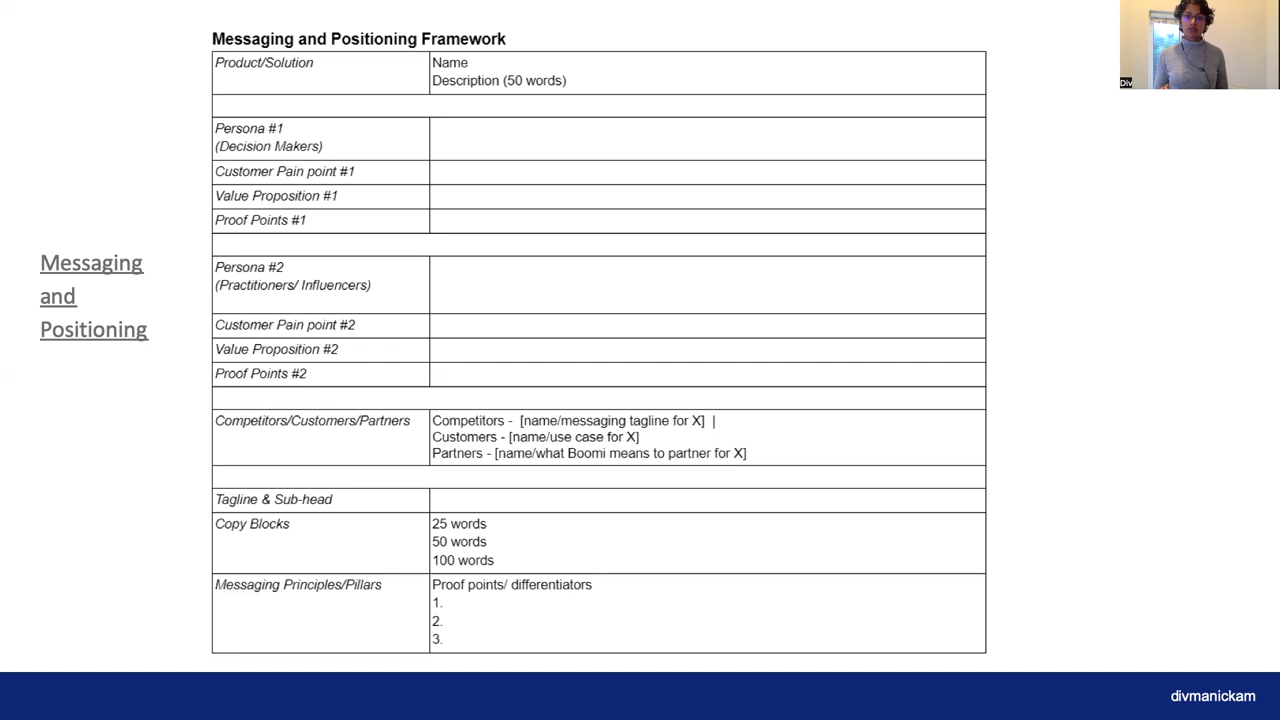 Messaging and Positioning Framework
Product/Solution
Name
Description (50 words)
Persona #1
(Decision Makers)
Customer Pain point #1
Value Proposition #1
Proof Points #1
Persona #2
(Practitioners/ Influencers)
Customer Pain point #2
Value Proposition #2
Proof Points #2
Competitors/Customers/Partners
Competitors - [name/messaging tagline for X] |
Customers - [name/use case for X]
Partners - [name/what Boomi means to partner for X]
Tagline & Sub-head
Copy Blocks
25 words
50 words
100 words
Messaging Principles/Pillars
Proof points/ differentiators
1.
2.
3.
Messaging
and
Positioning
Div
divmanickam